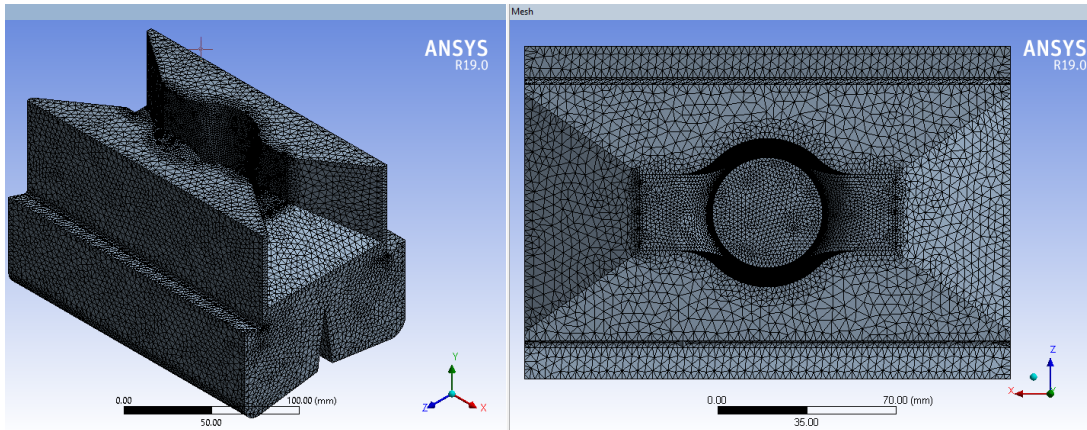 Mesh
ANSYS
R19.0
Y
Z
X
0.00
100.00 (mm)
50.00
ANSYS
R19.0
Z
X
Y
0.00
70.00 (mm)
35.00